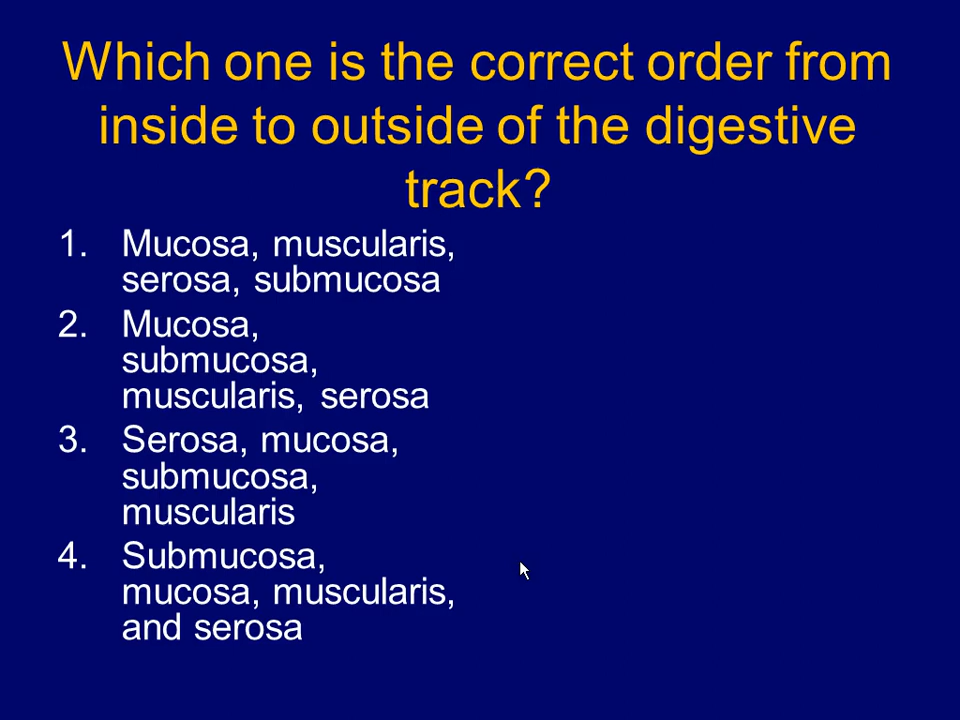 Which one is the correct order from
inside to outside of the digestive
track?
1. Mucosa, muscularis,
serosa, submucosa
2. Mucosa,
submucosa,
muscularis, serosa
3. Serosa, mucosa,
submucosa,
muscularis
4. Submucosa,
mucosa, muscularis,
and serosa